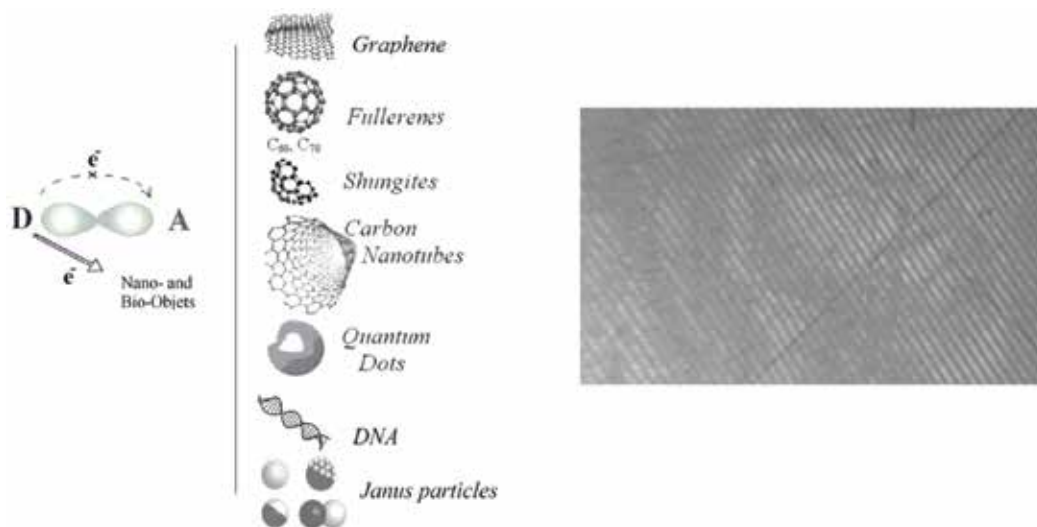 e⁻
x
D A
e⁻
Nano- and
Bio-Objets
Graphene
Fullerenes
C₆₀, C₇₀
Shungites
Carbon
Nanotubes
Quantum
Dots
DNA
Janus particles